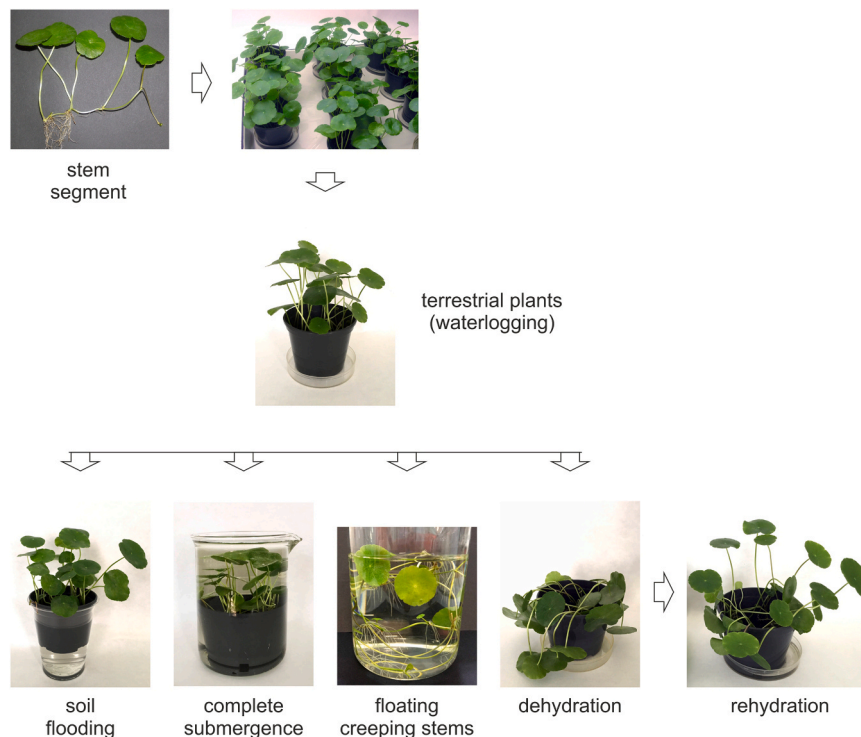 stem
segment
terrestrial plants
(waterlogging)
soil
flooding
complete
submergence
floating
creeping stems
dehydration
rehydration